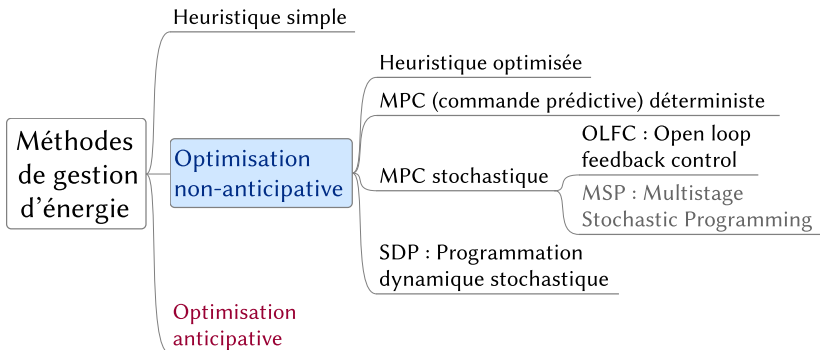 Heuristique simple
Heuristique optimisée
MPC (commande prédictive) déterministe
Méthodes
de gestion
d’énergie
Optimisation
non-anticipative
MPC stochastique
OLFC : Open loop
feedback control
MSP : Multistage
Stochastic Programming
SDP : Programmation
dynamique stochastique
Optimisation
anticipative